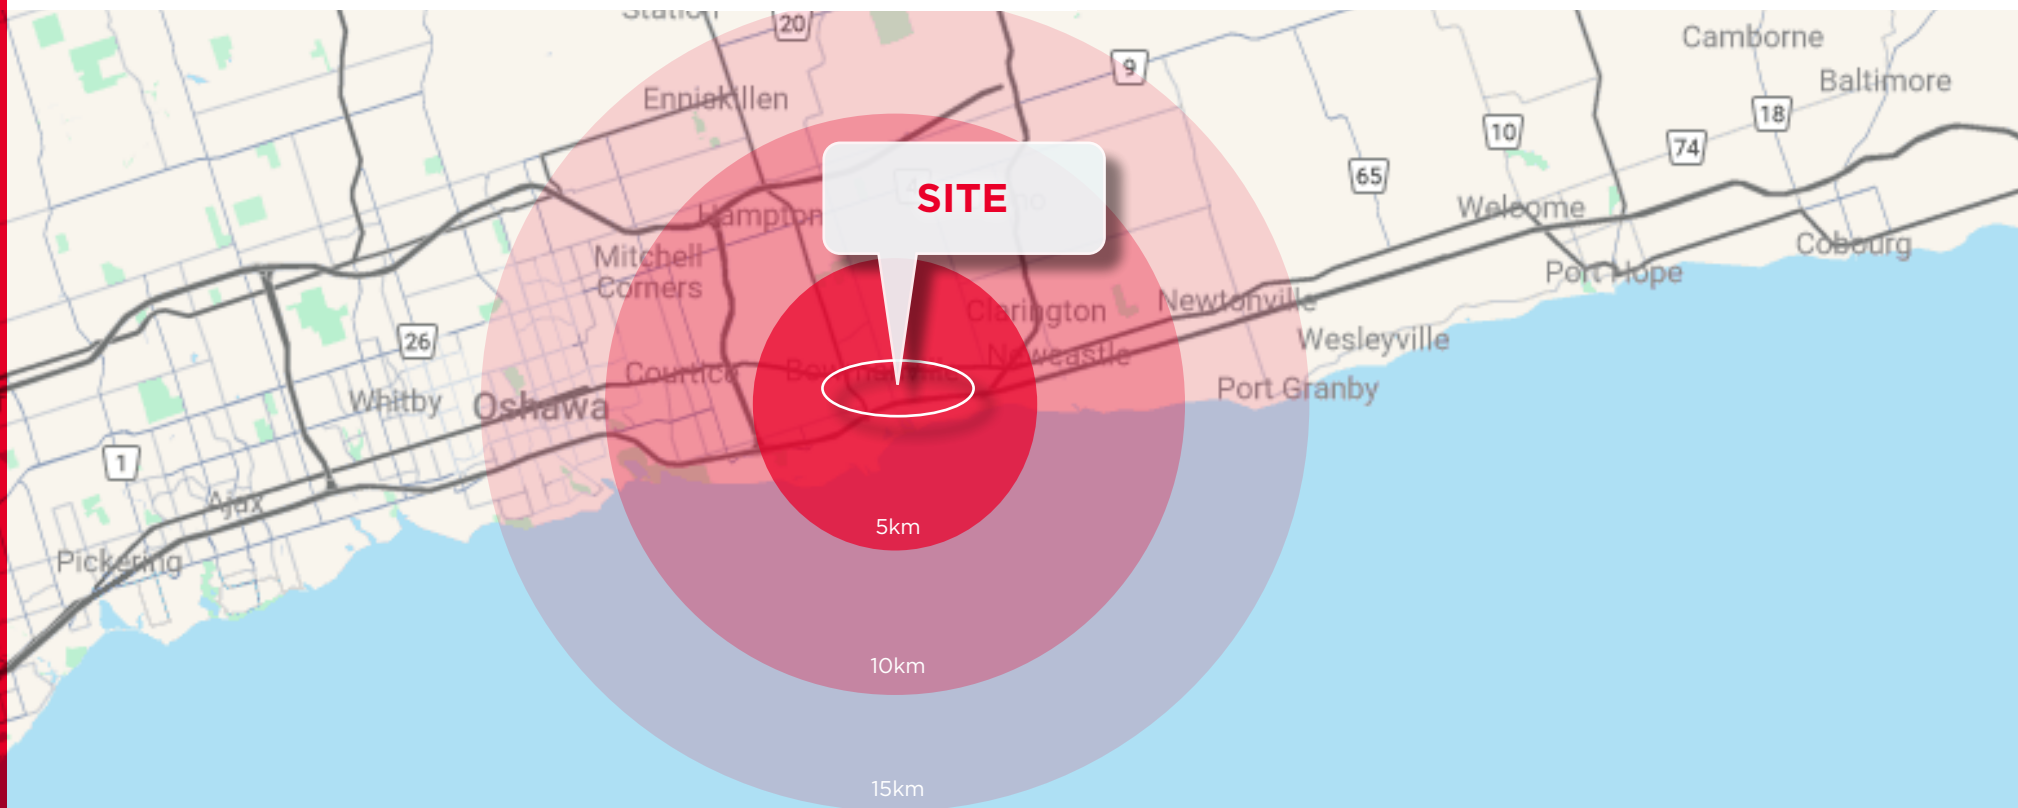 20
Camborne
9
Baltimore
Enniskillen
18
10
74
65
SITE
Welcome
Hampton
Cobourg
Mitchell
Corners
Port Hope
Clarington
Newtonville
26
Wesleyville
Newcastle
Courtice
Port Granby
Whitby
Oshawa
1
Ajax
5km
Pickering
10km
15km